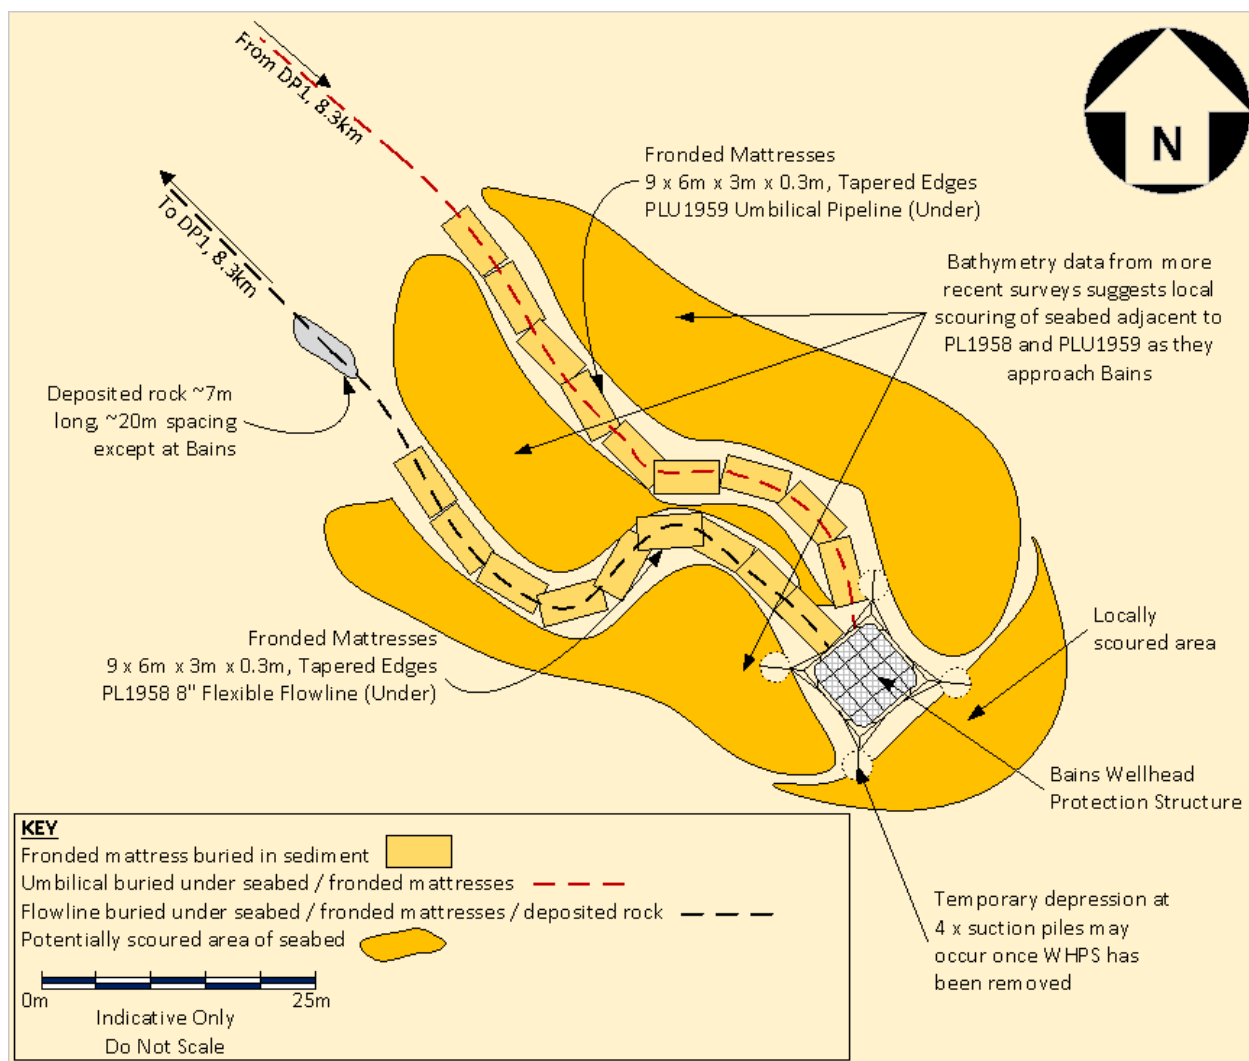 From DP1, 8.3km
To DP1, 8.3km
N
Fronded Mattresses
9 x 6m x 3m x 0.3m, Tapered Edges
PLU1959 Umbilical Pipeline (Under)
Bathymetry data from more
recent surveys suggests local
scouring of seabed adjacent to
PL1958 and PLU1959 as they
approach Bains
Deposited rock ~7m
long, ~20m spacing
except at Bains
Fronded Mattresses
9 x 6m x 3m x 0.3m, Tapered Edges
PL1958 8" Flexible Flowline (Under)
Locally
scoured area
Bains Wellhead
Protection Structure
Temporary depression at
4 x suction piles may
occur once WHPS has
been removed
KEY
Fronded mattress buried in sediment
Umbilical buried under seabed / fronded mattresses
Flowline buried under seabed / fronded mattresses / deposited rock
Potentially scoured area of seabed
0m 25m
Indicative Only
Do Not Scale